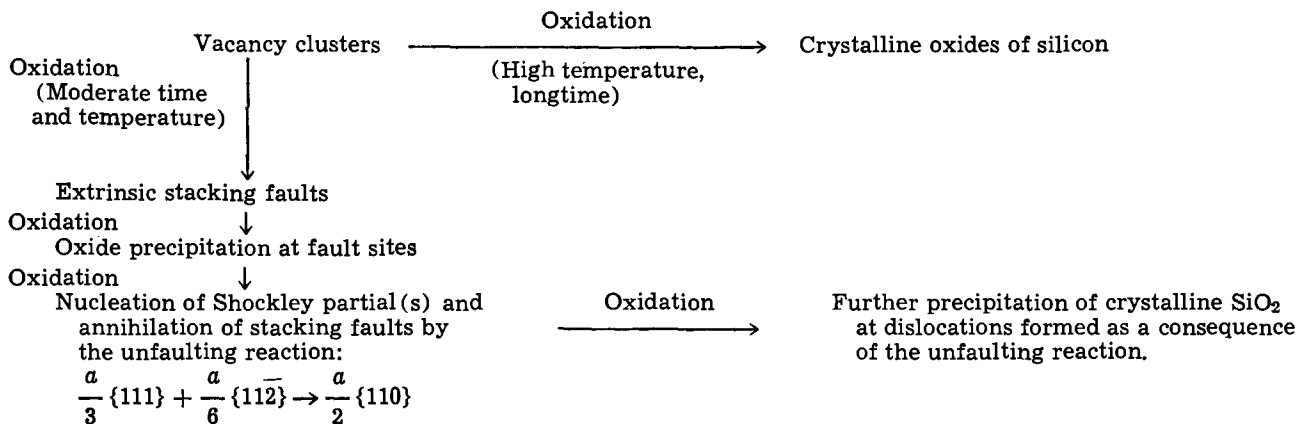 Oxidation
Vacancy clusters ⟶ Crystalline oxides of silicon
Oxidation
(High temperature,
(Moderate time
longtime)
and temperature)
Extrinsic stacking faults
Oxidation ↓
Oxide precipitation at fault sites
Oxidation ↓
Nucleation of Shockley partial(s) and
annihilation of stacking faults by
the unfaulting reaction:
a/3 {111} + a/6 {11\overline{2}} → a/2 {110}
Oxidation
Further precipitation of crystalline SiO₂
at dislocations formed as a consequence
of the unfaulting reaction.